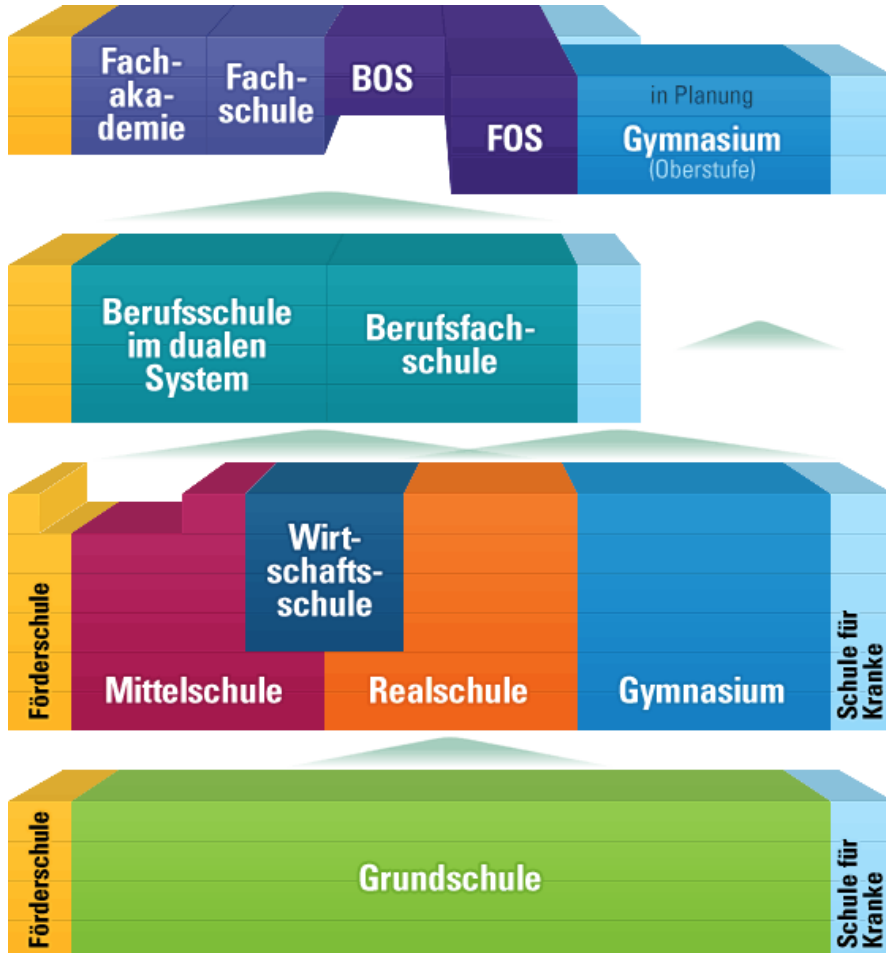 Fach-
aka-
demie
Fach-
schule
BOS
FOS
in Planung
Gymnasium
(Oberstufe)
Berufsschule
im dualen
System
Berufsfach-
schule
Förderschule
Mittelschule
Wirt-
schafts-
schule
Realschule
Gymnasium
Schule für
Kranke
Förderschule
Grundschule
Schule für
Kranke